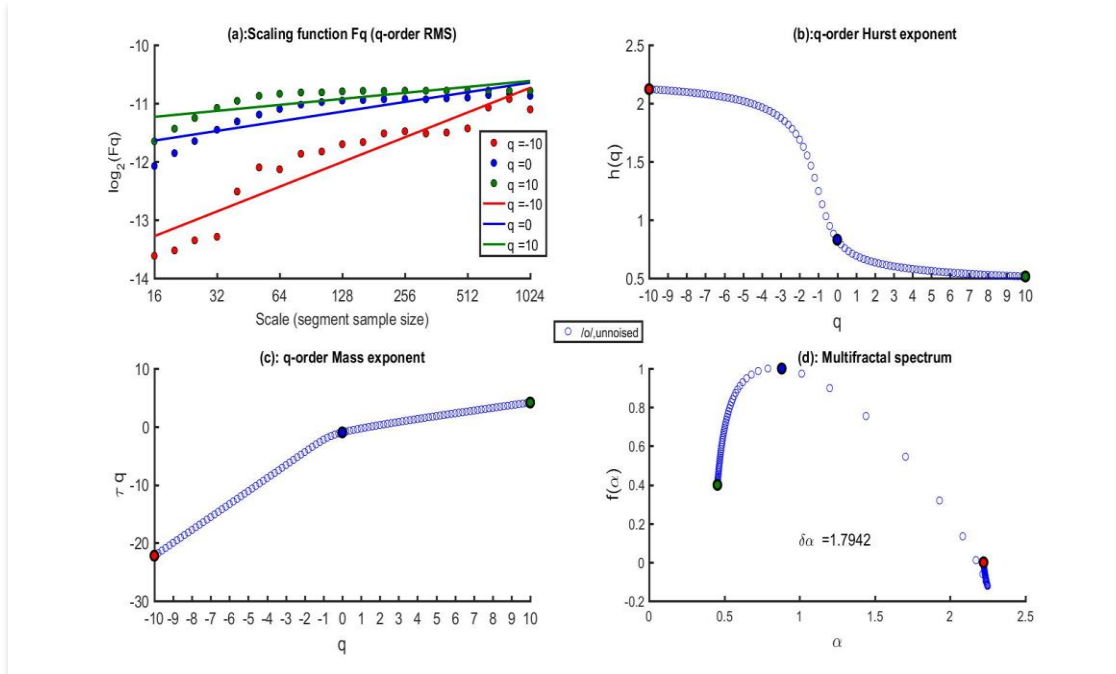 (a):Scaling function Fq (q-order RMS)
-10
-11
-12
-13
-14
log2(Fq)
16 32 64 128 256 512 1024
Scale (segment sample size)
q =-10
q =0
q =10
q =-10
q =0
q =10
(b):q-order Hurst exponent
2.5
2
1.5
1
0.5
h(q)
-10 -9 -8 -7 -6 -5 -4 -3 -2 -1 0 1 2 3 4 5 6 7 8 9 10
q
/o/,unnoised
(c): q-order Mass exponent
10
0
-10
-20
-30
τ q
-10 -9 -8 -7 -6 -5 -4 -3 -2 -1 0 1 2 3 4 5 6 7 8 9 10
q
(d): Multifractal spectrum
1
0.8
0.6
0.4
0.2
0
-0.2
f(α)
δα =1.7942
0 0.5 1 1.5 2 2.5
α